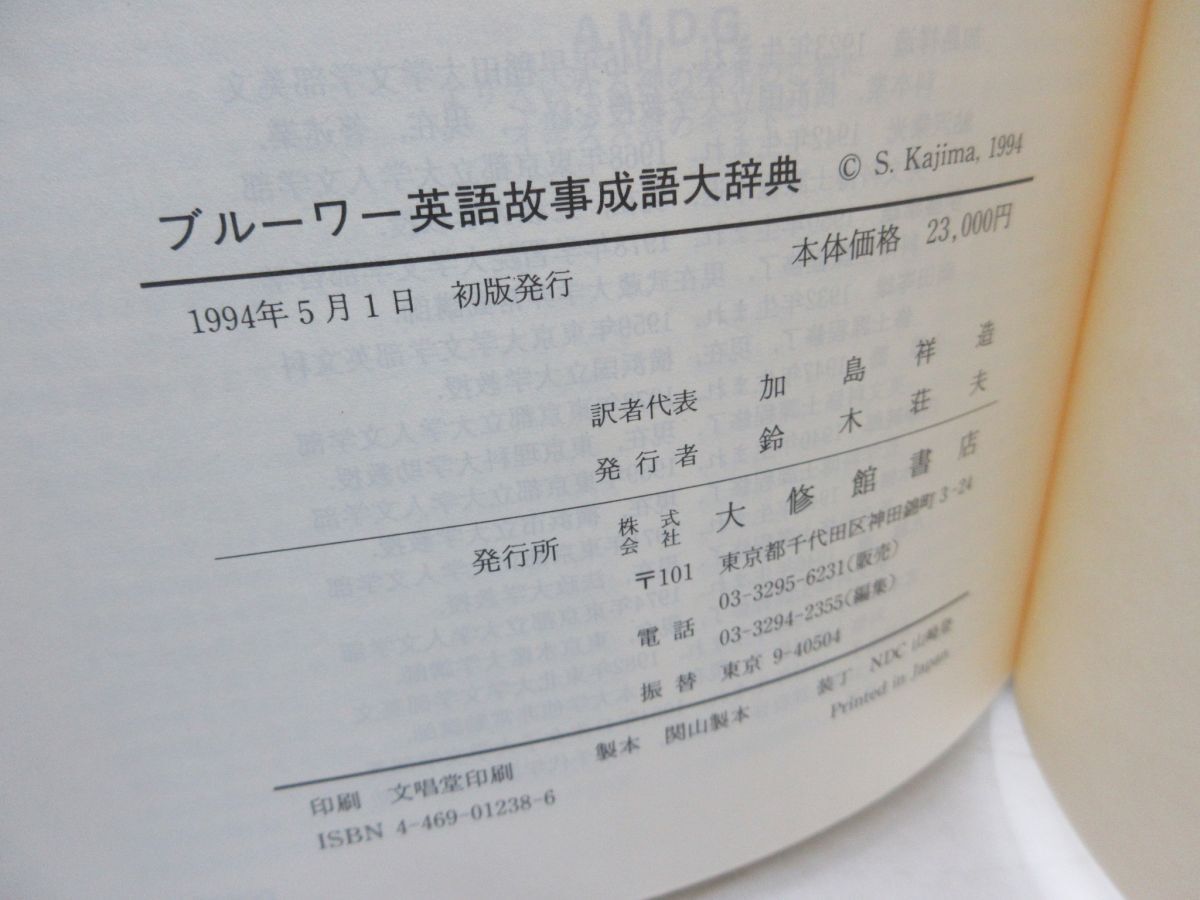 ブルーワー英語故事成語大辞典 © S. Kajima, 1994
1994年5月1日 初版発行 本体価格 23,000円
訳者代表 加島祥造
発行者 鈴木荘夫
発行所 株式会社 大修館書店
〒101 東京都千代田区神田錦町3-24
電話 03-3295-6231(販売)
03-3294-2355(編集)
振替 東京 9-40504
印刷 文唱堂印刷 製本 関山製本 装丁 NDC 山崎登
ISBN 4-469-01238-6 Printed in Japan